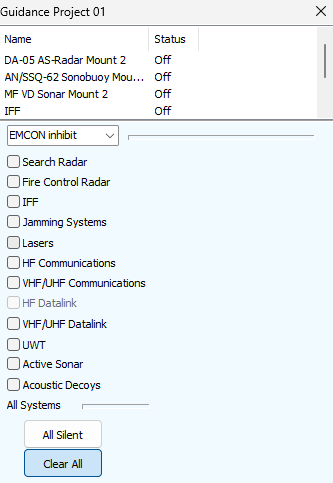 Guidance Project 01
Name Status
DA-05 AS-Radar Mount 2 Off
AN/SSQ-62 Sonobuoy Mou... Off
MF VD Sonar Mount 2 Off
IFF Off
EMCON inhibit
Search Radar
Fire Control Radar
IFF
Jamming Systems
Lasers
HF Communications
VHF/UHF Communications
HF Datalink
VHF/UHF Datalink
UWT
Active Sonar
Acoustic Decoys
All Systems
All Silent
Clear All